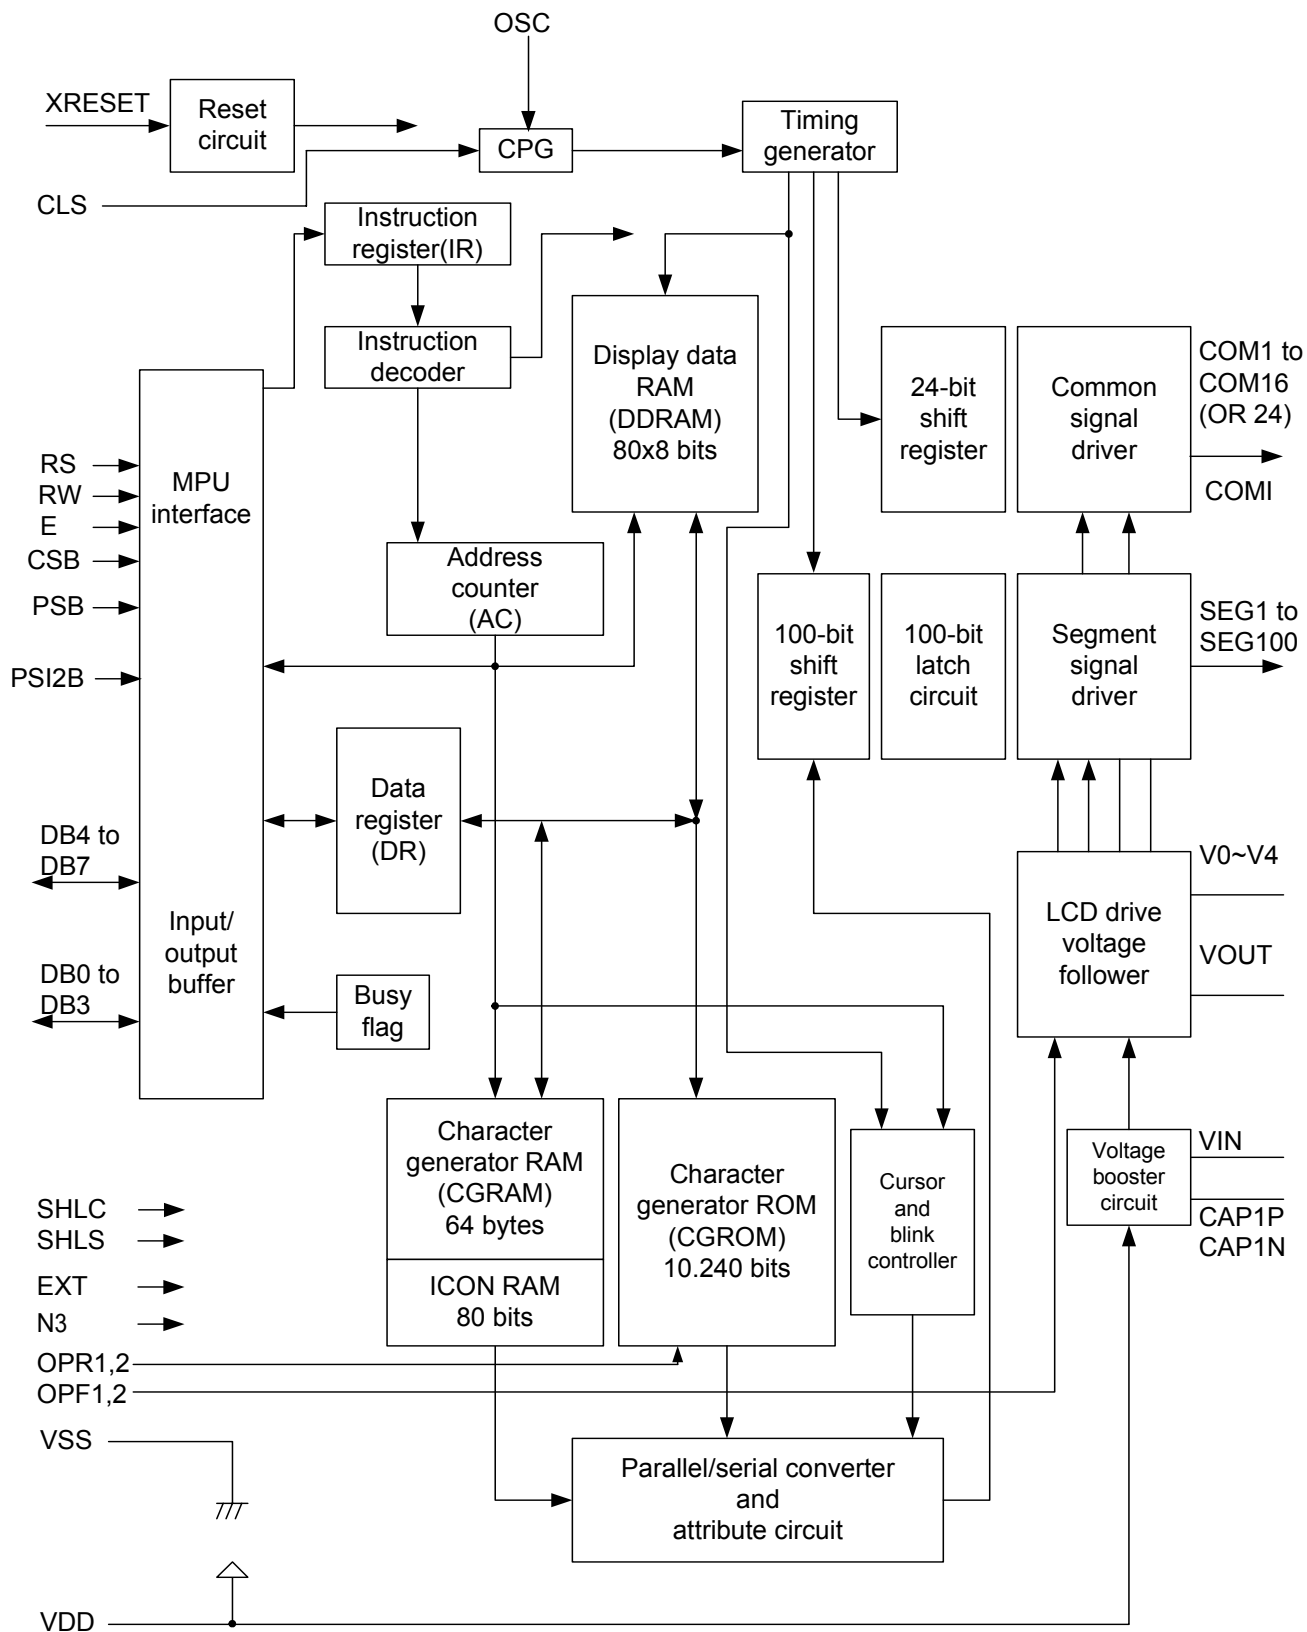 OSC
XRESET
Reset
circuit
CPG
Timing
generator
CLS
Instruction
register(IR)
Instruction
decoder
Display data
RAM
(DDRAM)
80x8 bits
24-bit
shift
register
Common
signal
driver
COM1 to
COM16
(OR 24)
COMI
RS
RW
E
CSB
PSB
PSI2B
MPU
interface
Address
counter
(AC)
100-bit
shift
register
100-bit
latch
circuit
Segment
signal
driver
SEG1 to
SEG100
Data
register
(DR)
DB4 to
DB7
DB0 to
DB3
Input/
output
buffer
Busy
flag
LCD drive
voltage
follower
V0~V4
VOUT
Character
generator RAM
(CGRAM)
64 bytes
ICON RAM
80 bits
Character
generator ROM
(CGROM)
10.240 bits
Cursor
and
blink
controller
Voltage
booster
circuit
VIN
CAP1P
CAP1N
SHLC
SHLS
EXT
N3
OPR1,2
OPF1,2
VSS
Parallel/serial converter
and
attribute circuit
VDD